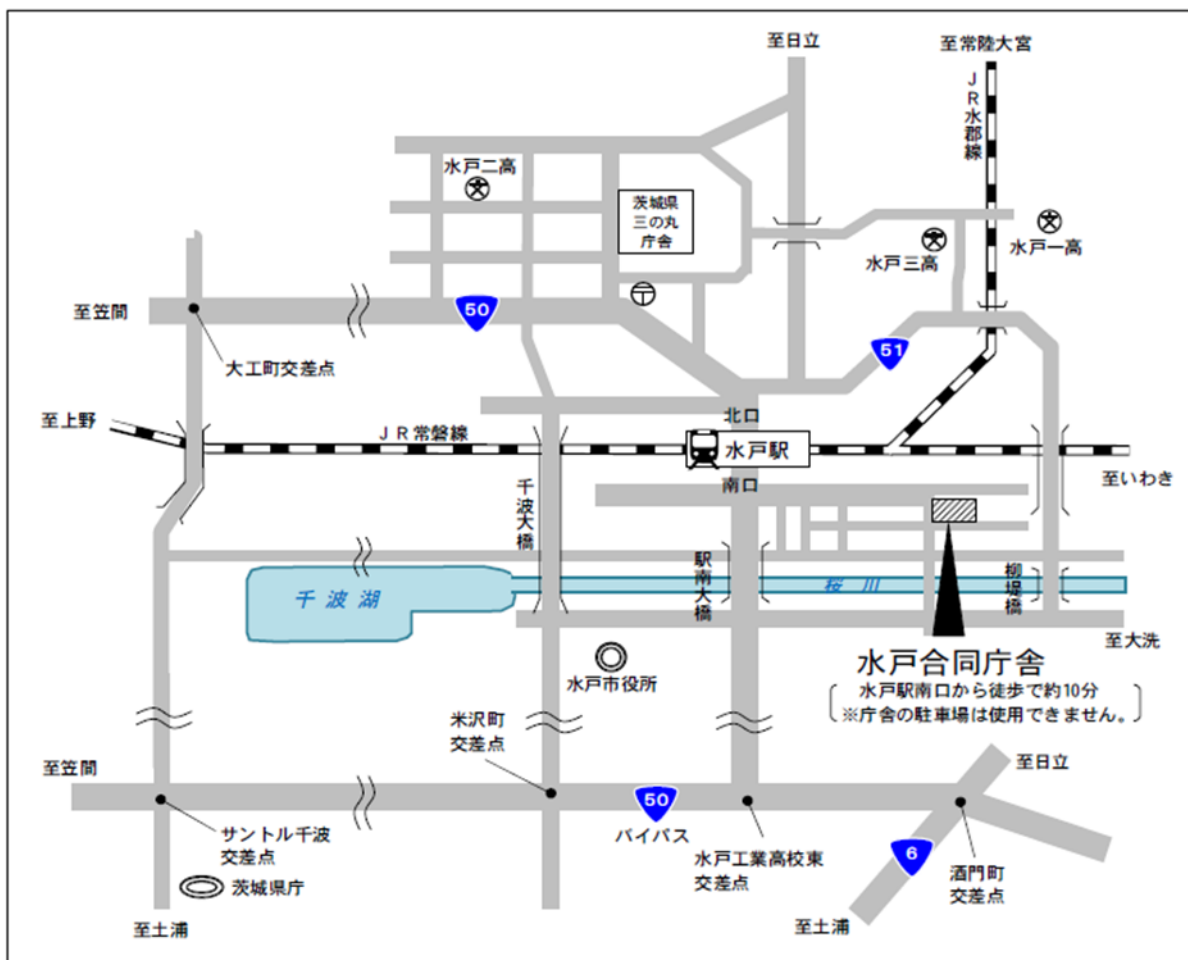 至日立
至常陸大宮
JR水郡線
水戸二高
茨城県
三の丸
庁舎
水戸一高
水戸三高
至笠間
50
51
大工町交差点
至上野
JR常磐線
北口
水戸駅
南口
至いわき
千波大橋
駅南大橋
柳堤橋
千波湖
桜川
至大洗
水戸市役所
水戸合同庁舎
水戸駅南口から徒歩で約10分
※庁舎の駐車場は使用できません。
米沢町
交差点
至笠間
至日立
50
バイパス
サントル千波
交差点
水戸工業高校東
交差点
6
酒門町
交差点
茨城県庁
至土浦
至土浦